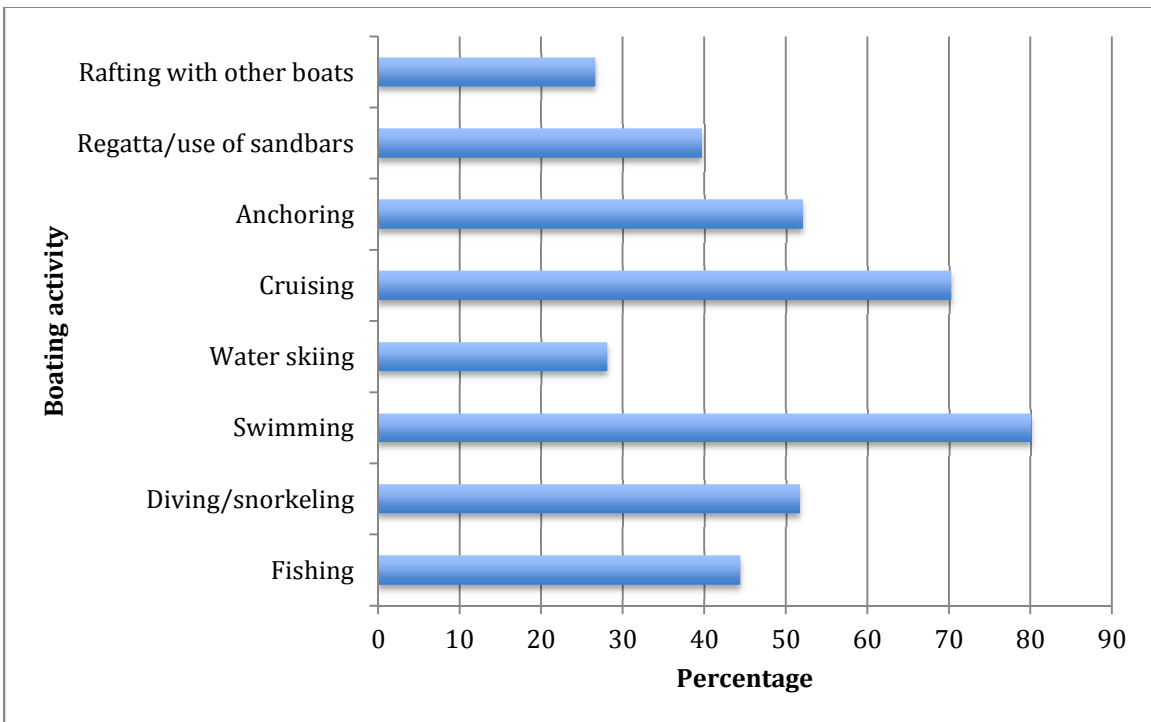 Rafting with other boats
Regatta/use of sandbars
Anchoring
Cruising
Water skiing
Swimming
Diving/snorkeling
Fishing
Boating activity
0 10 20 30 40 50 60 70 80 90
Percentage